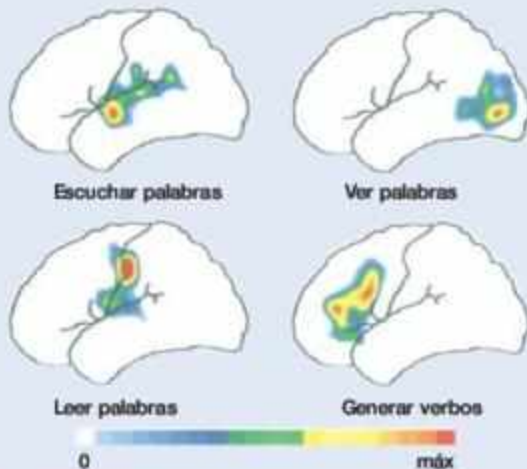 Escuchar palabras
Ver palabras
Leer palabras
Generar verbos
0
máx